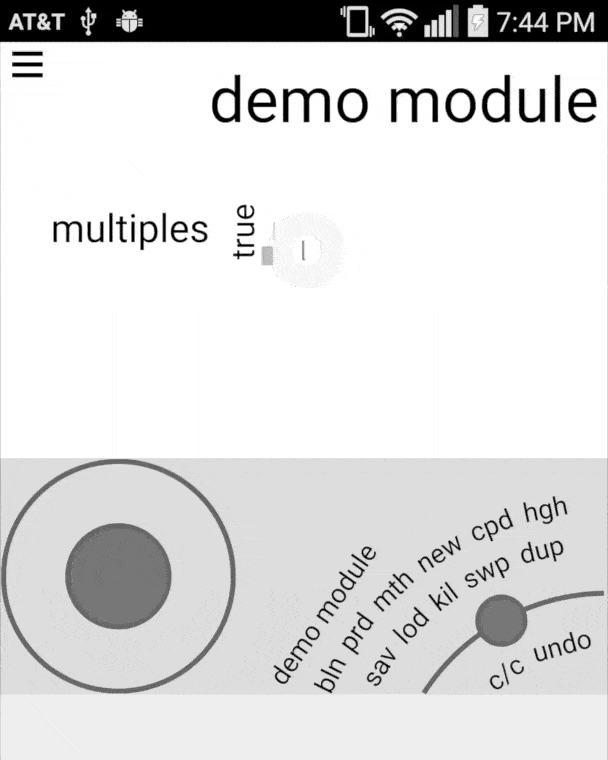 AT&T 7:44 PM
demo module
multiples true
demo module
bln prd mth new cpd hgh
sav lod kil swp dup
c/c undo